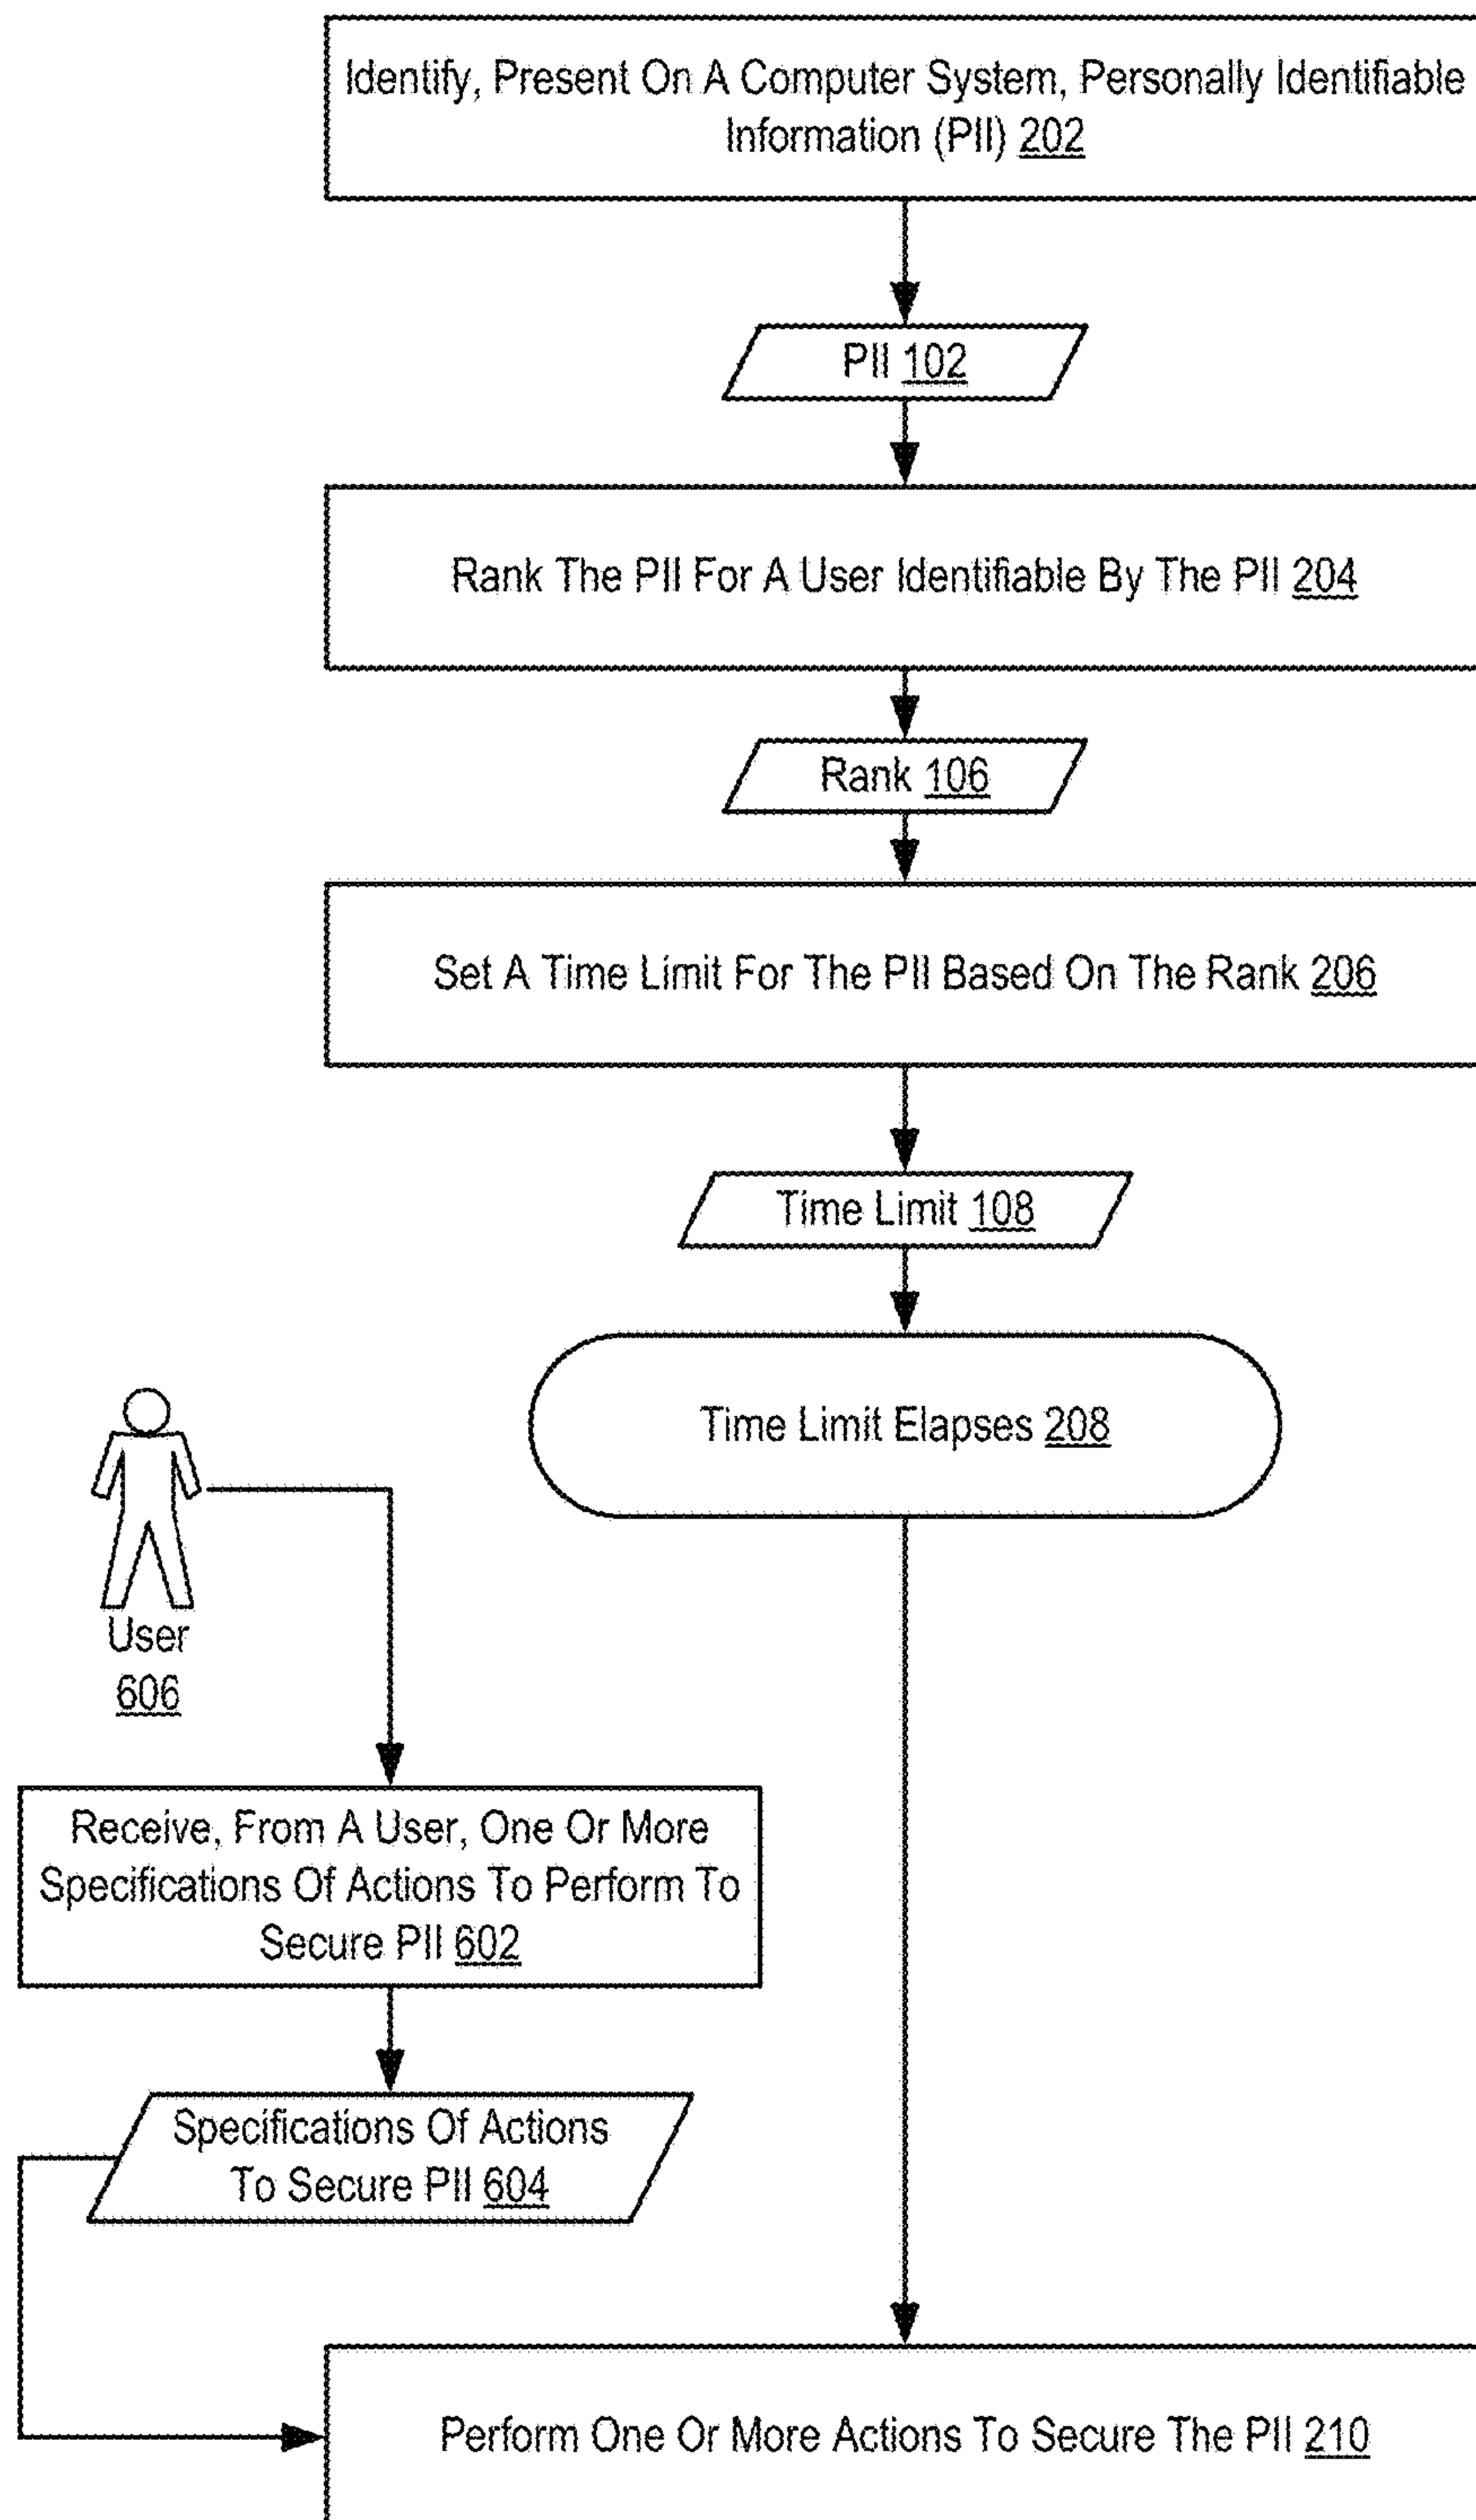 Identify, Present On A Computer System, Personally Identifiable
Information (PII) 202
PII 102
Rank The PII For A User Identifiable By The PII 204
Rank 106
Set A Time Limit For The PII Based On The Rank 206
Time Limit 108
Time Limit Elapses 208
User
606
Receive, From A User, One Or More
Specifications Of Actions To Perform To
Secure PII 602
Specifications Of Actions
To Secure PII 604
Perform One Or More Actions To Secure The PII 210